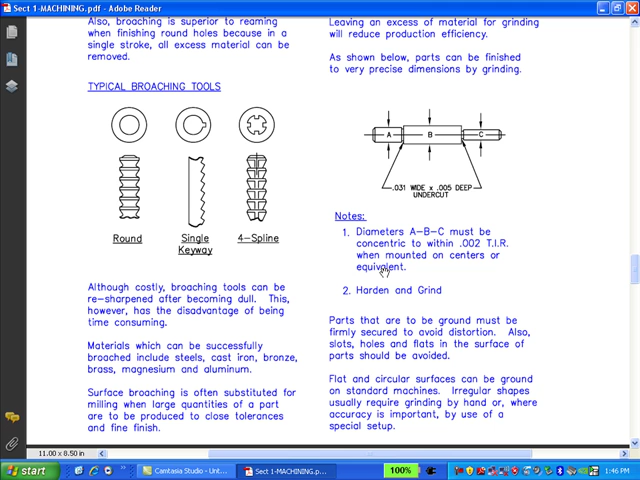 Sect 1-MACHINING.pdf - Adobe Reader
Also, broaching is superior to reaming
when finishing round holes because in a
single stroke, all excess material can be
removed.
TYPICAL BROACHING TOOLS
Round
Single
Keyway
4-Spline
Although costly, broaching tools can be
re-sharpened after becoming dull. This,
however, has the disadvantage of being
time consuming.
Materials which can be successfully
broached include steels, cast iron, bronze,
brass, magnesium and aluminum.
Surface broaching is often substituted for
milling when large quantities of a part
are to be produced to close tolerances
and fine finish.
Leaving an excess of material for grinding
will reduce production efficiency.
As shown below, parts can be finished
to very precise dimensions by grinding.
A
B
C
.031 WIDE x .005 DEEP
UNDERCUT
Notes:
1. Diameters A-B-C must be
concentric to within .002 T.I.R.
when mounted on centers or
equivalent.
2. Harden and Grind
Parts that are to be ground must be
firmly secured to avoid distortion. Also,
slots, holes and flats in the surface of
parts should be avoided.
Flat and circular surfaces can be ground
on standard machines. Irregular shapes
usually require grinding by hand or, where
accuracy is important, by use of a
special setup.
11.00 x 8.50 in
start
Camtasia Studio - Unt...
Sect 1-MACHINING.p...
100%
1:46 PM